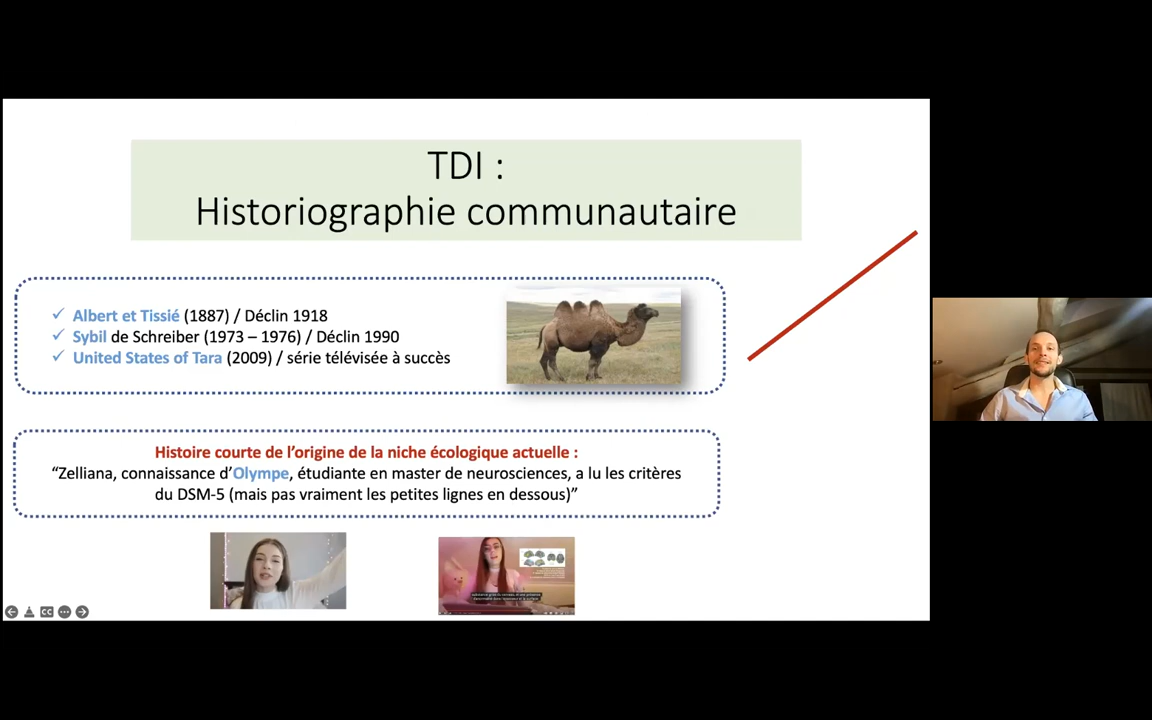 TDI :
Historiographie communautaire
✓ Albert et Tissié (1887) / Déclin 1918
✓ Sybil de Schreiber (1973 – 1976) / Déclin 1990
✓ United States of Tara (2009) / série télévisée à succès
Histoire courte de l’origine de la niche écologique actuelle :
“Zelliana, connaissance d’Olympe, étudiante en master de neurosciences, a lu les critères
du DSM-5 (mais pas vraiment les petites lignes en dessous)”
CC